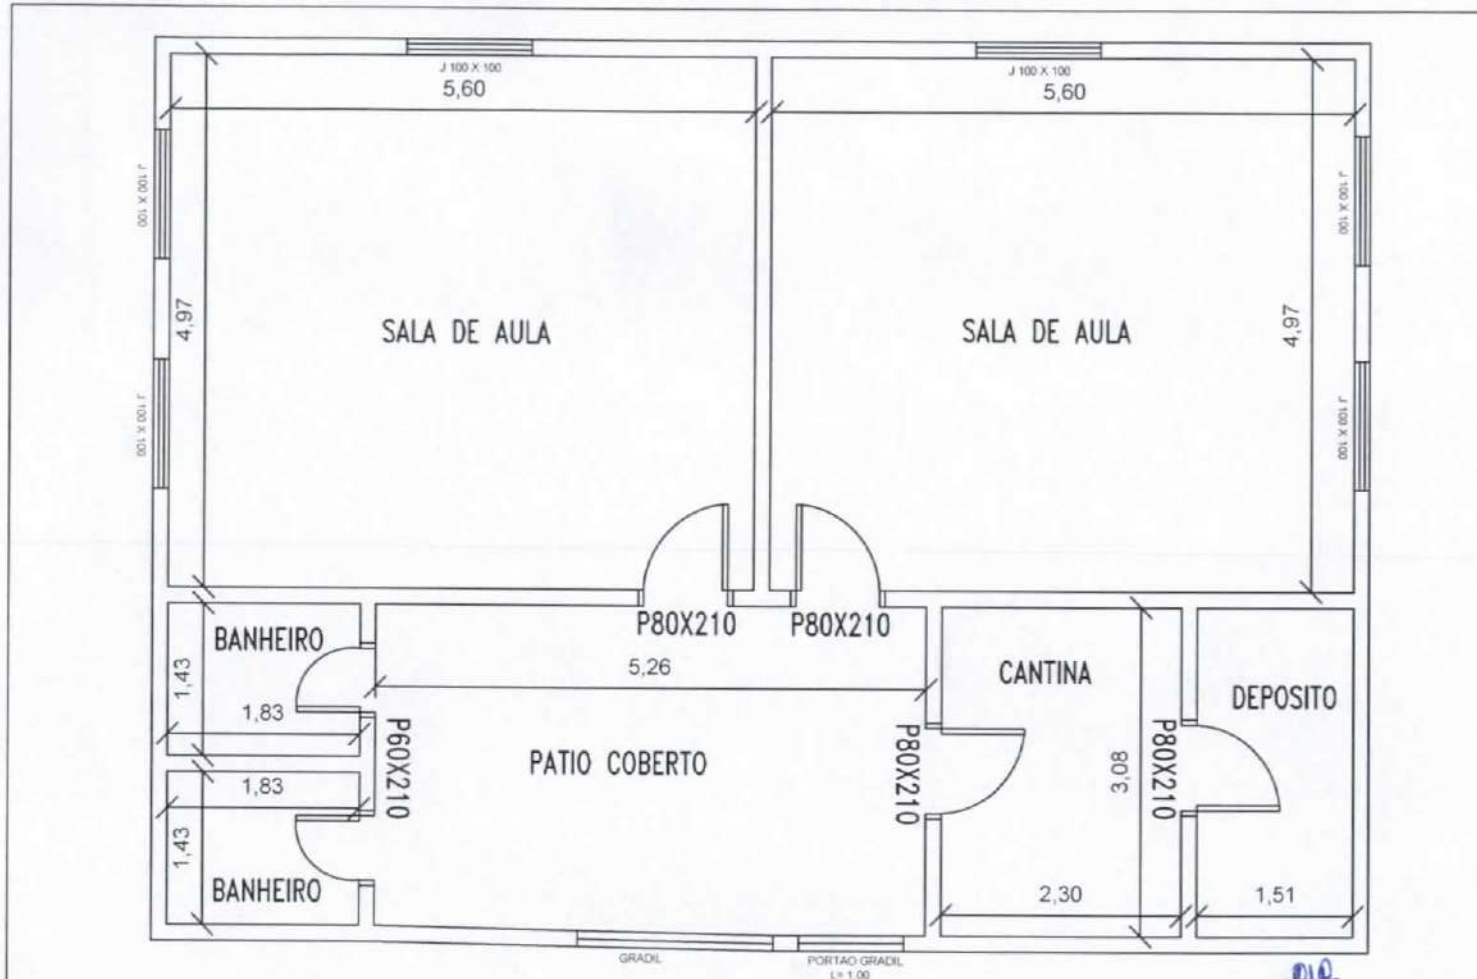 J 100 X 100
5,60
J 100 X 100
5,60
J 100 X 100
J 100 X 100
4,97
SALA DE AULA
SALA DE AULA
4,97
J 100 X 100
J 100 X 100
P80X210
P80X210
BANHEIRO
1,43
1,83
5,26
CANTINA
DEPOSITO
P60X210
PATIO COBERTO
P80X210
3,08
P80X210
1,83
1,43
BANHEIRO
2,30
1,51
GRADIL
PORTAO GRADIL
L= 1.00